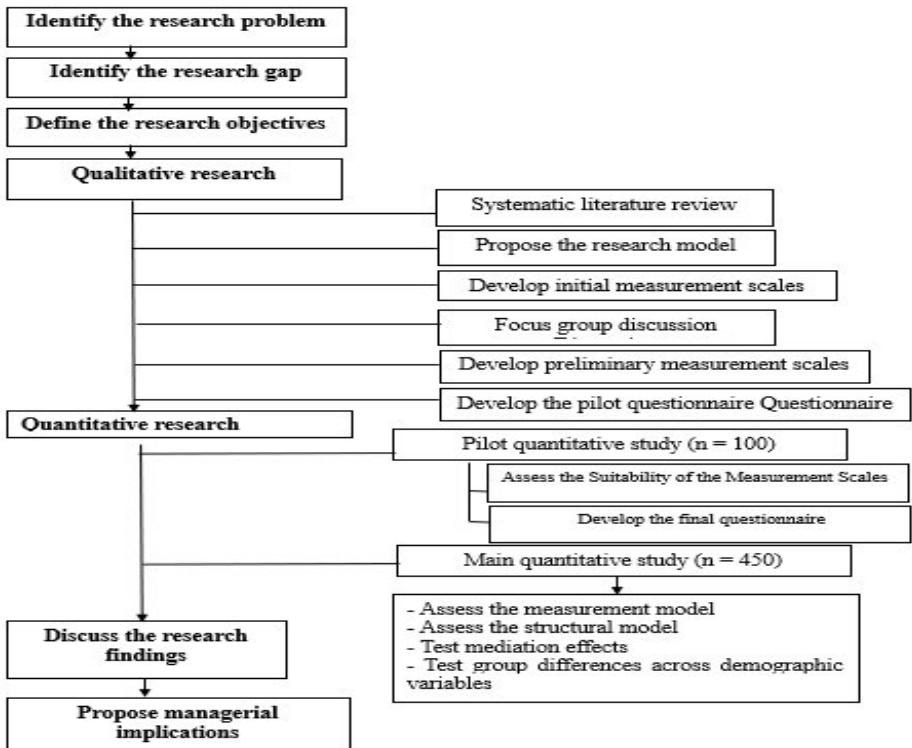 Identify the research problem
Identify the research gap
Define the research objectives
Qualitative research
Systematic literature review
Propose the research model
Develop initial measurement scales
Focus group discussion
Develop preliminary measurement scales
Develop the pilot questionnaire Questionnaire
Quantitative research
Pilot quantitative study (n = 100)
Assess the Suitability of the Measurement Scales
Develop the final questionnaire
Main quantitative study (n = 450)
- Assess the measurement model
- Assess the structural model
- Test mediation effects
- Test group differences across demographic
variables
Discuss the research
findings
Propose managerial
implications